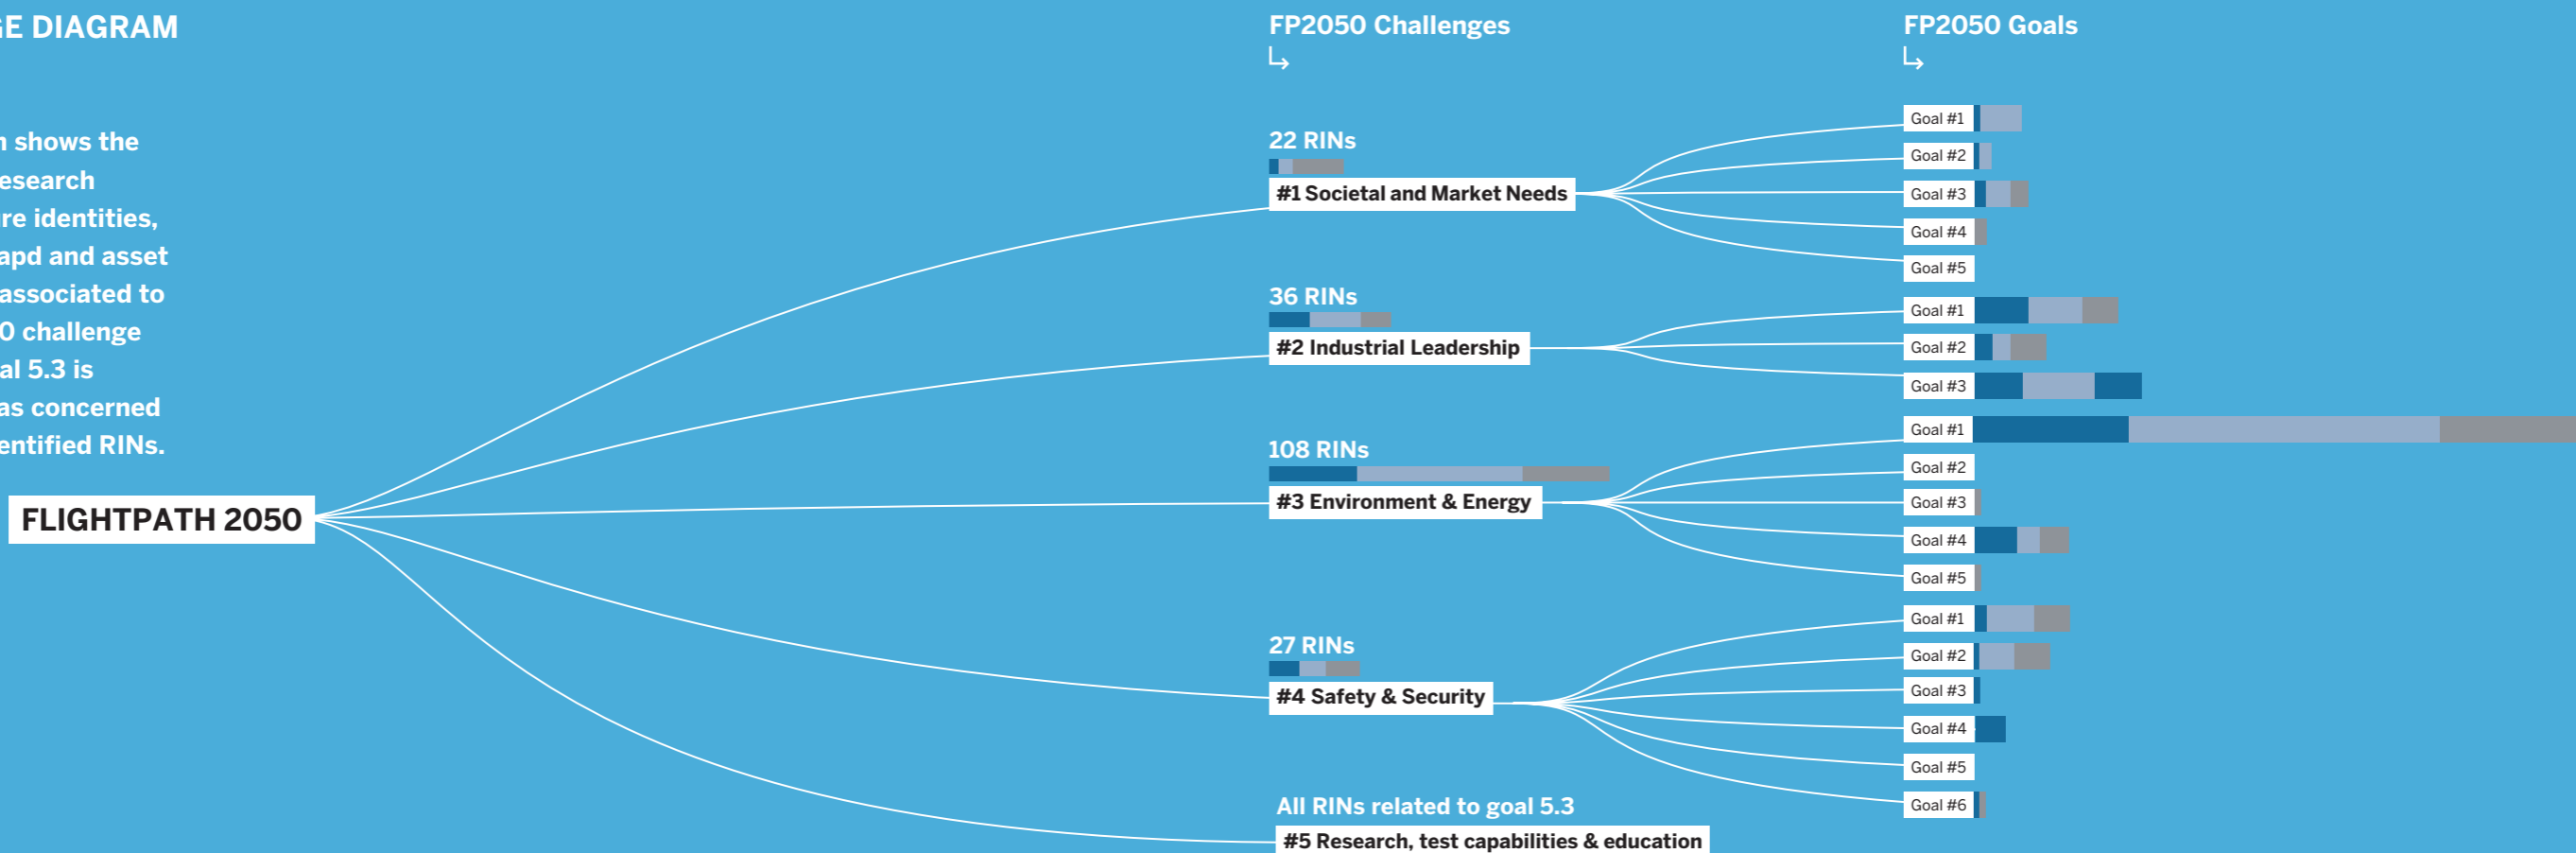 GE DIAGRAM
shows the
esearch
re identities,
apd and asset
associated to
0 challenge
al 5.3 is
as concerned
entified RINs.
FLIGHTPATH 2050
FP2050 Challenges
22 RINs
#1 Societal and Market Needs
36 RINs
#2 Industrial Leadership
108 RINs
#3 Environment & Energy
27 RINs
#4 Safety & Security
All RINs related to goal 5.3
#5 Research, test capabilities & education
FP2050 Goals
Goal #1
Goal #2
Goal #3
Goal #4
Goal #5
Goal #1
Goal #2
Goal #3
Goal #1
Goal #2
Goal #3
Goal #4
Goal #5
Goal #1
Goal #2
Goal #3
Goal #4
Goal #5
Goal #6